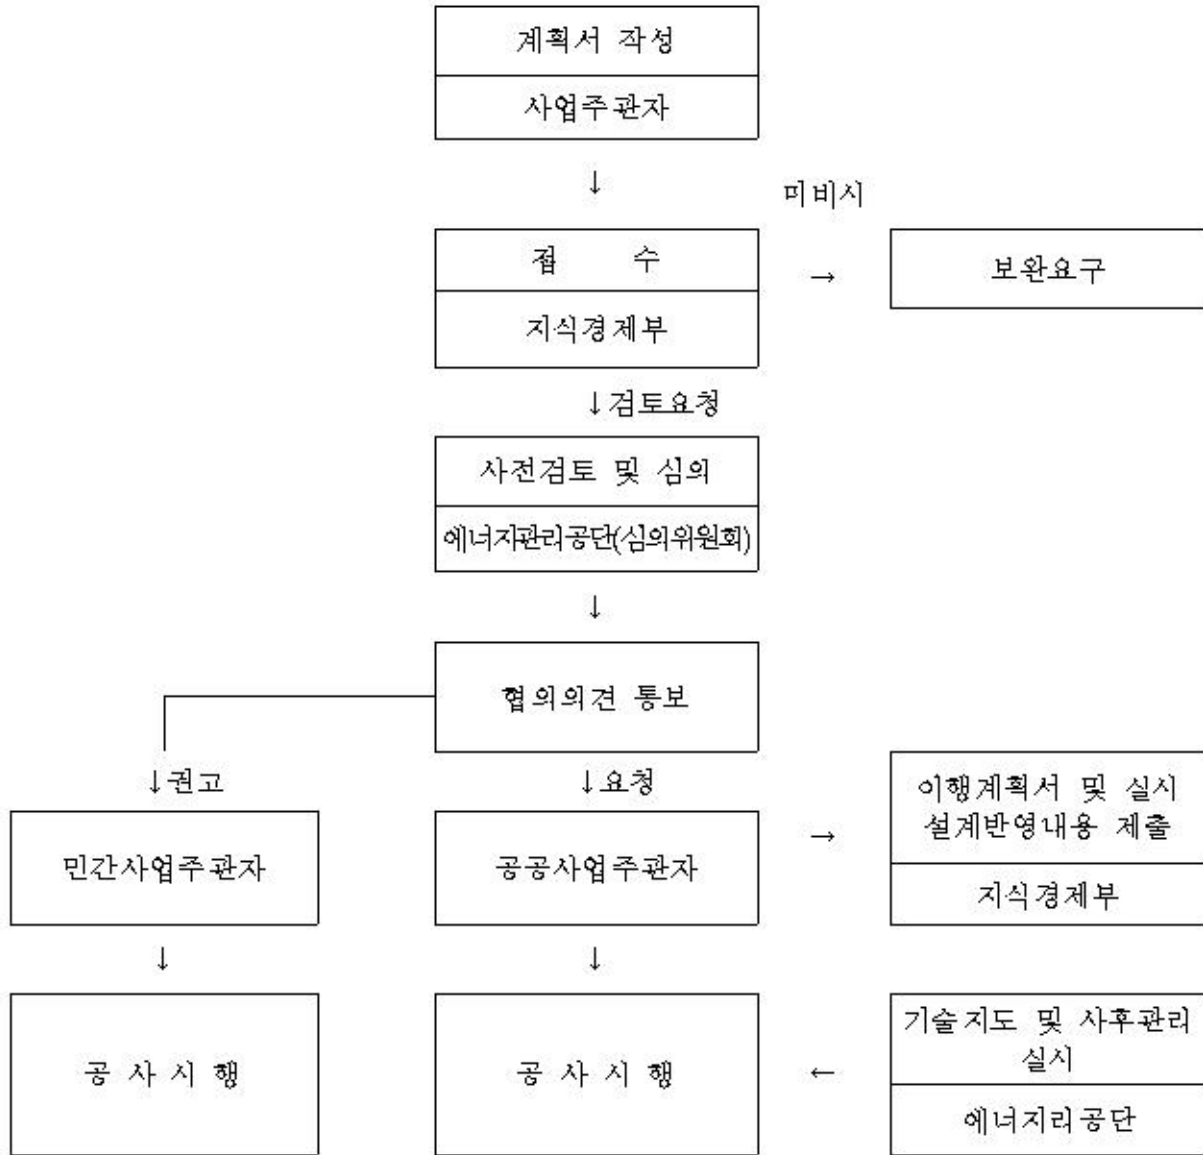 계획서 작성
사업주관자
↓
미비시
접 수
→
보완요구
지식경제부
↓검토요청
사전검토 및 심의
에너지관리공단(심의위원회)
↓
협의의견 통보
↓권고
↓요청
민간사업주관자
공공사업주관자
→
이행계획서 및 실시
설계반영내용 제출
지식경제부
↓
↓
공 사 시 행
공 사 시 행
←
기술지도 및 사후관리
실시
에너지리공단